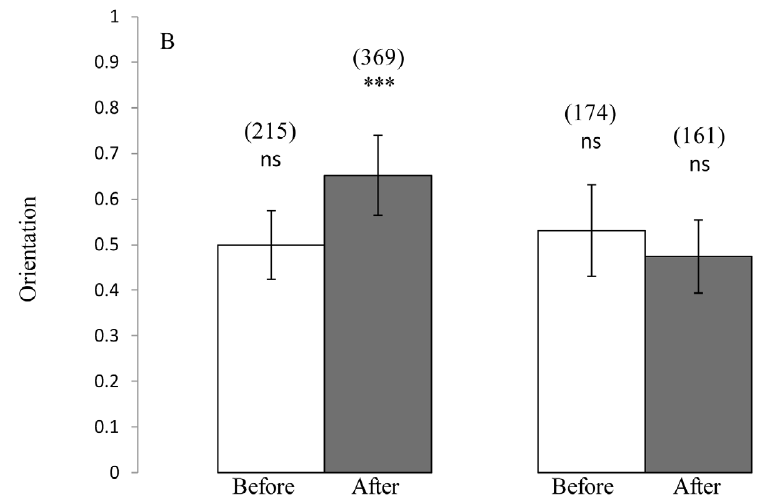 B
1
0.9
0.8
0.7
0.6
0.5
0.4
0.3
0.2
0.1
0
Orientation
(215)
ns
(369)
***
(174)
ns
(161)
ns
Before After Before After